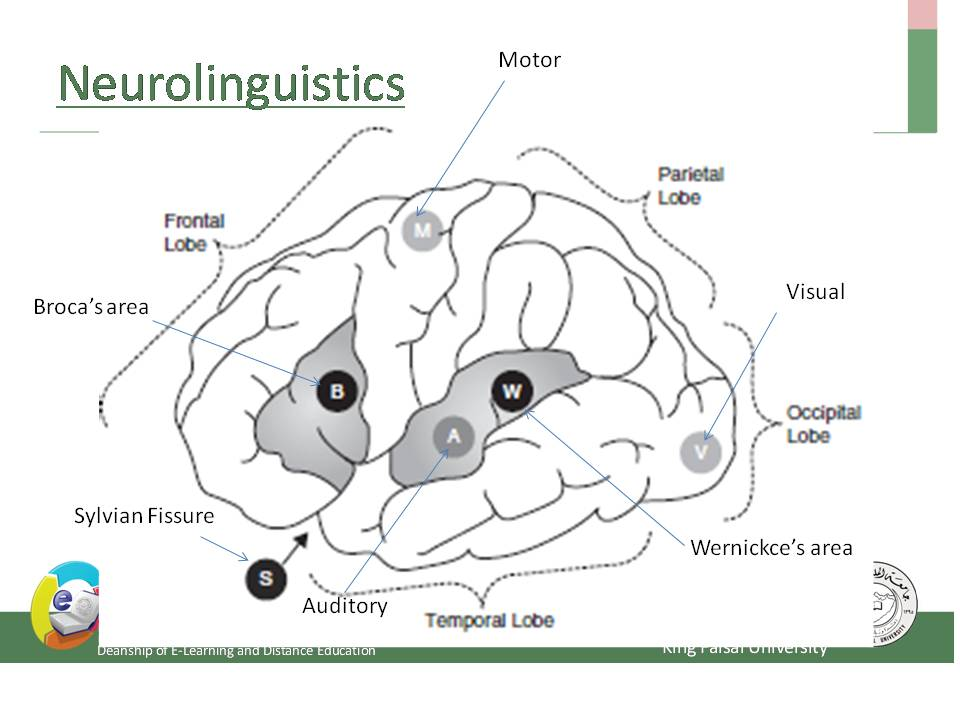 Neurolinguistics
Motor
Parietal
Lobe
Frontal
Lobe
M
Visual
Broca's area
B
W
Occipital
Lobe
A
V
Sylvian Fissure
Wernickce's area
S
e
Auditory
Temporal Lobe
Deanship of E-Learning and Distance Education
King Faisal University